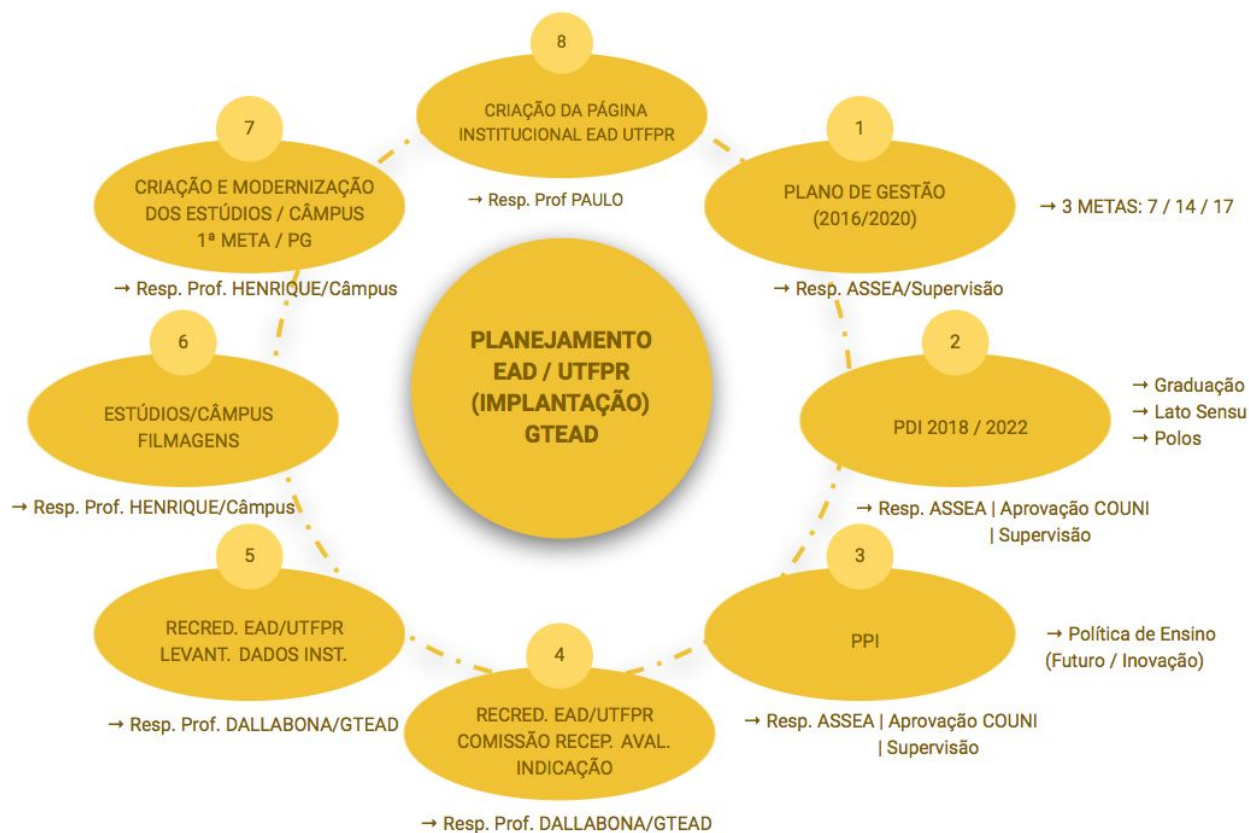 8
CRIAÇÃO DA PÁGINA
INSTITUCIONAL EAD UTFPR
→ Resp. Prof PAULO
1
PLANO DE GESTÃO
(2016/2020)
→ 3 METAS: 7 / 14 / 17
→ Resp. ASSEA/Supervisão
2
PDI 2018 / 2022
→ Graduação
→ Lato Sensu
→ Polos
→ Resp. ASSEA | Aprovação COUNI
| Supervisão
3
PPI
→ Política de Ensino
(Futuro / Inovação)
→ Resp. ASSEA | Aprovação COUNI
| Supervisão
4
RECRED. EAD/UTFPR
COMISSÃO RECEP. AVAL.
INDICAÇÃO
→ Resp. Prof. DALLABONA/GTEAD
5
RECRED. EAD/UTFPR
LEVANT. DADOS INST.
→ Resp. Prof. DALLABONA/GTEAD
6
ESTÚDIOS/CÂMPUS
FILMAGENS
→ Resp. Prof. HENRIQUE/Câmpus
7
CRIAÇÃO E MODERNIZAÇÃO
DOS ESTÚDIOS / CÂMPUS
1ª META / PG
→ Resp. Prof. HENRIQUE/Câmpus
PLANEJAMENTO
EAD / UTFPR
(IMPLANTAÇÃO)
GTEAD